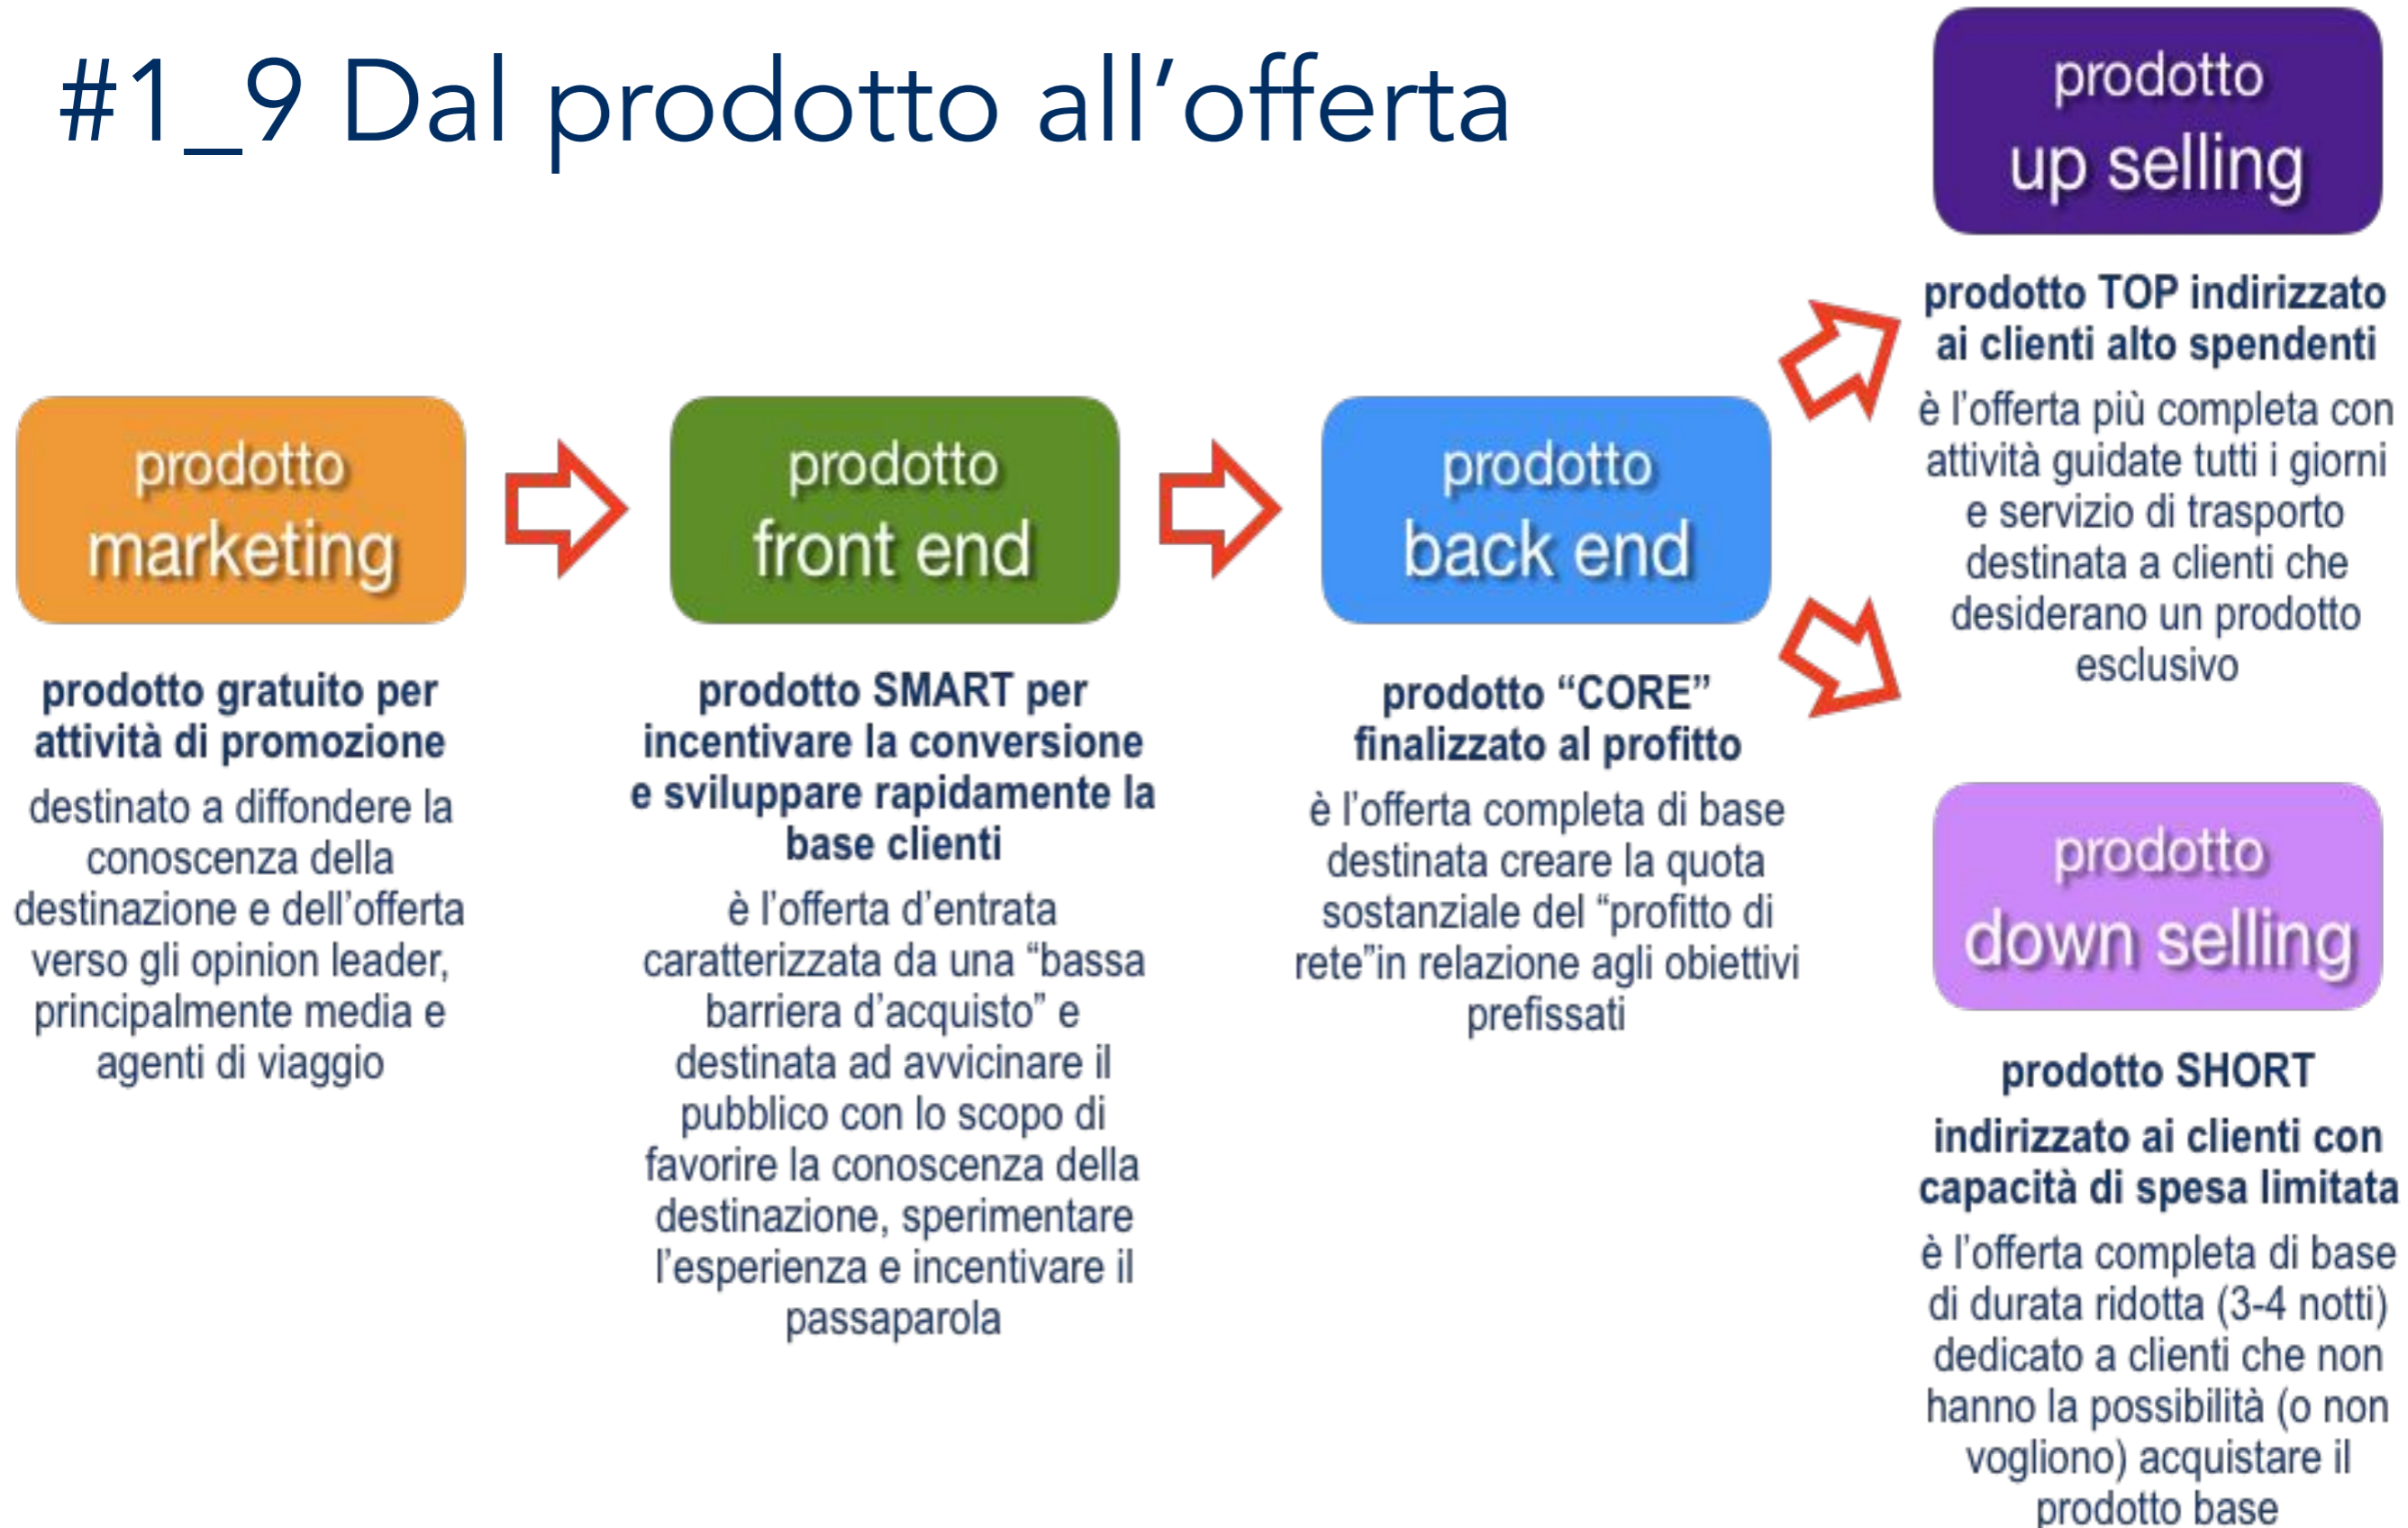 #1_9 Dal prodotto all’offerta
prodotto
marketing
prodotto gratuito per
attività di promozione
destinato a diffondere la
conoscenza della
destinazione e dell’offerta
verso gli opinion leader,
principalmente media e
agenti di viaggio
prodotto
front end
prodotto SMART per
incentivare la conversione
e sviluppare rapidamente la
base clienti
è l’offerta d’entrata
caratterizzata da una “bassa
barriera d’acquisto” e
destinata ad avvicinare il
pubblico con lo scopo di
favorire la conoscenza della
destinazione, sperimentare
l’esperienza e incentivare il
passaparola
prodotto
back end
prodotto “CORE”
finalizzato al profitto
è l’offerta completa di base
destinata creare la quota
sostanziale del “profitto di
rete”in relazione agli obiettivi
prefissati
prodotto
up selling
prodotto TOP indirizzato
ai clienti alto spendenti
è l’offerta più completa con
attività guidate tutti i giorni
e servizio di trasporto
destinata a clienti che
desiderano un prodotto
esclusivo
prodotto
down selling
prodotto SHORT
indirizzato ai clienti con
capacità di spesa limitata
è l’offerta completa di base
di durata ridotta (3-4 notti)
dedicato a clienti che non
hanno la possibilità (o non
vogliono) acquistare il
prodotto base